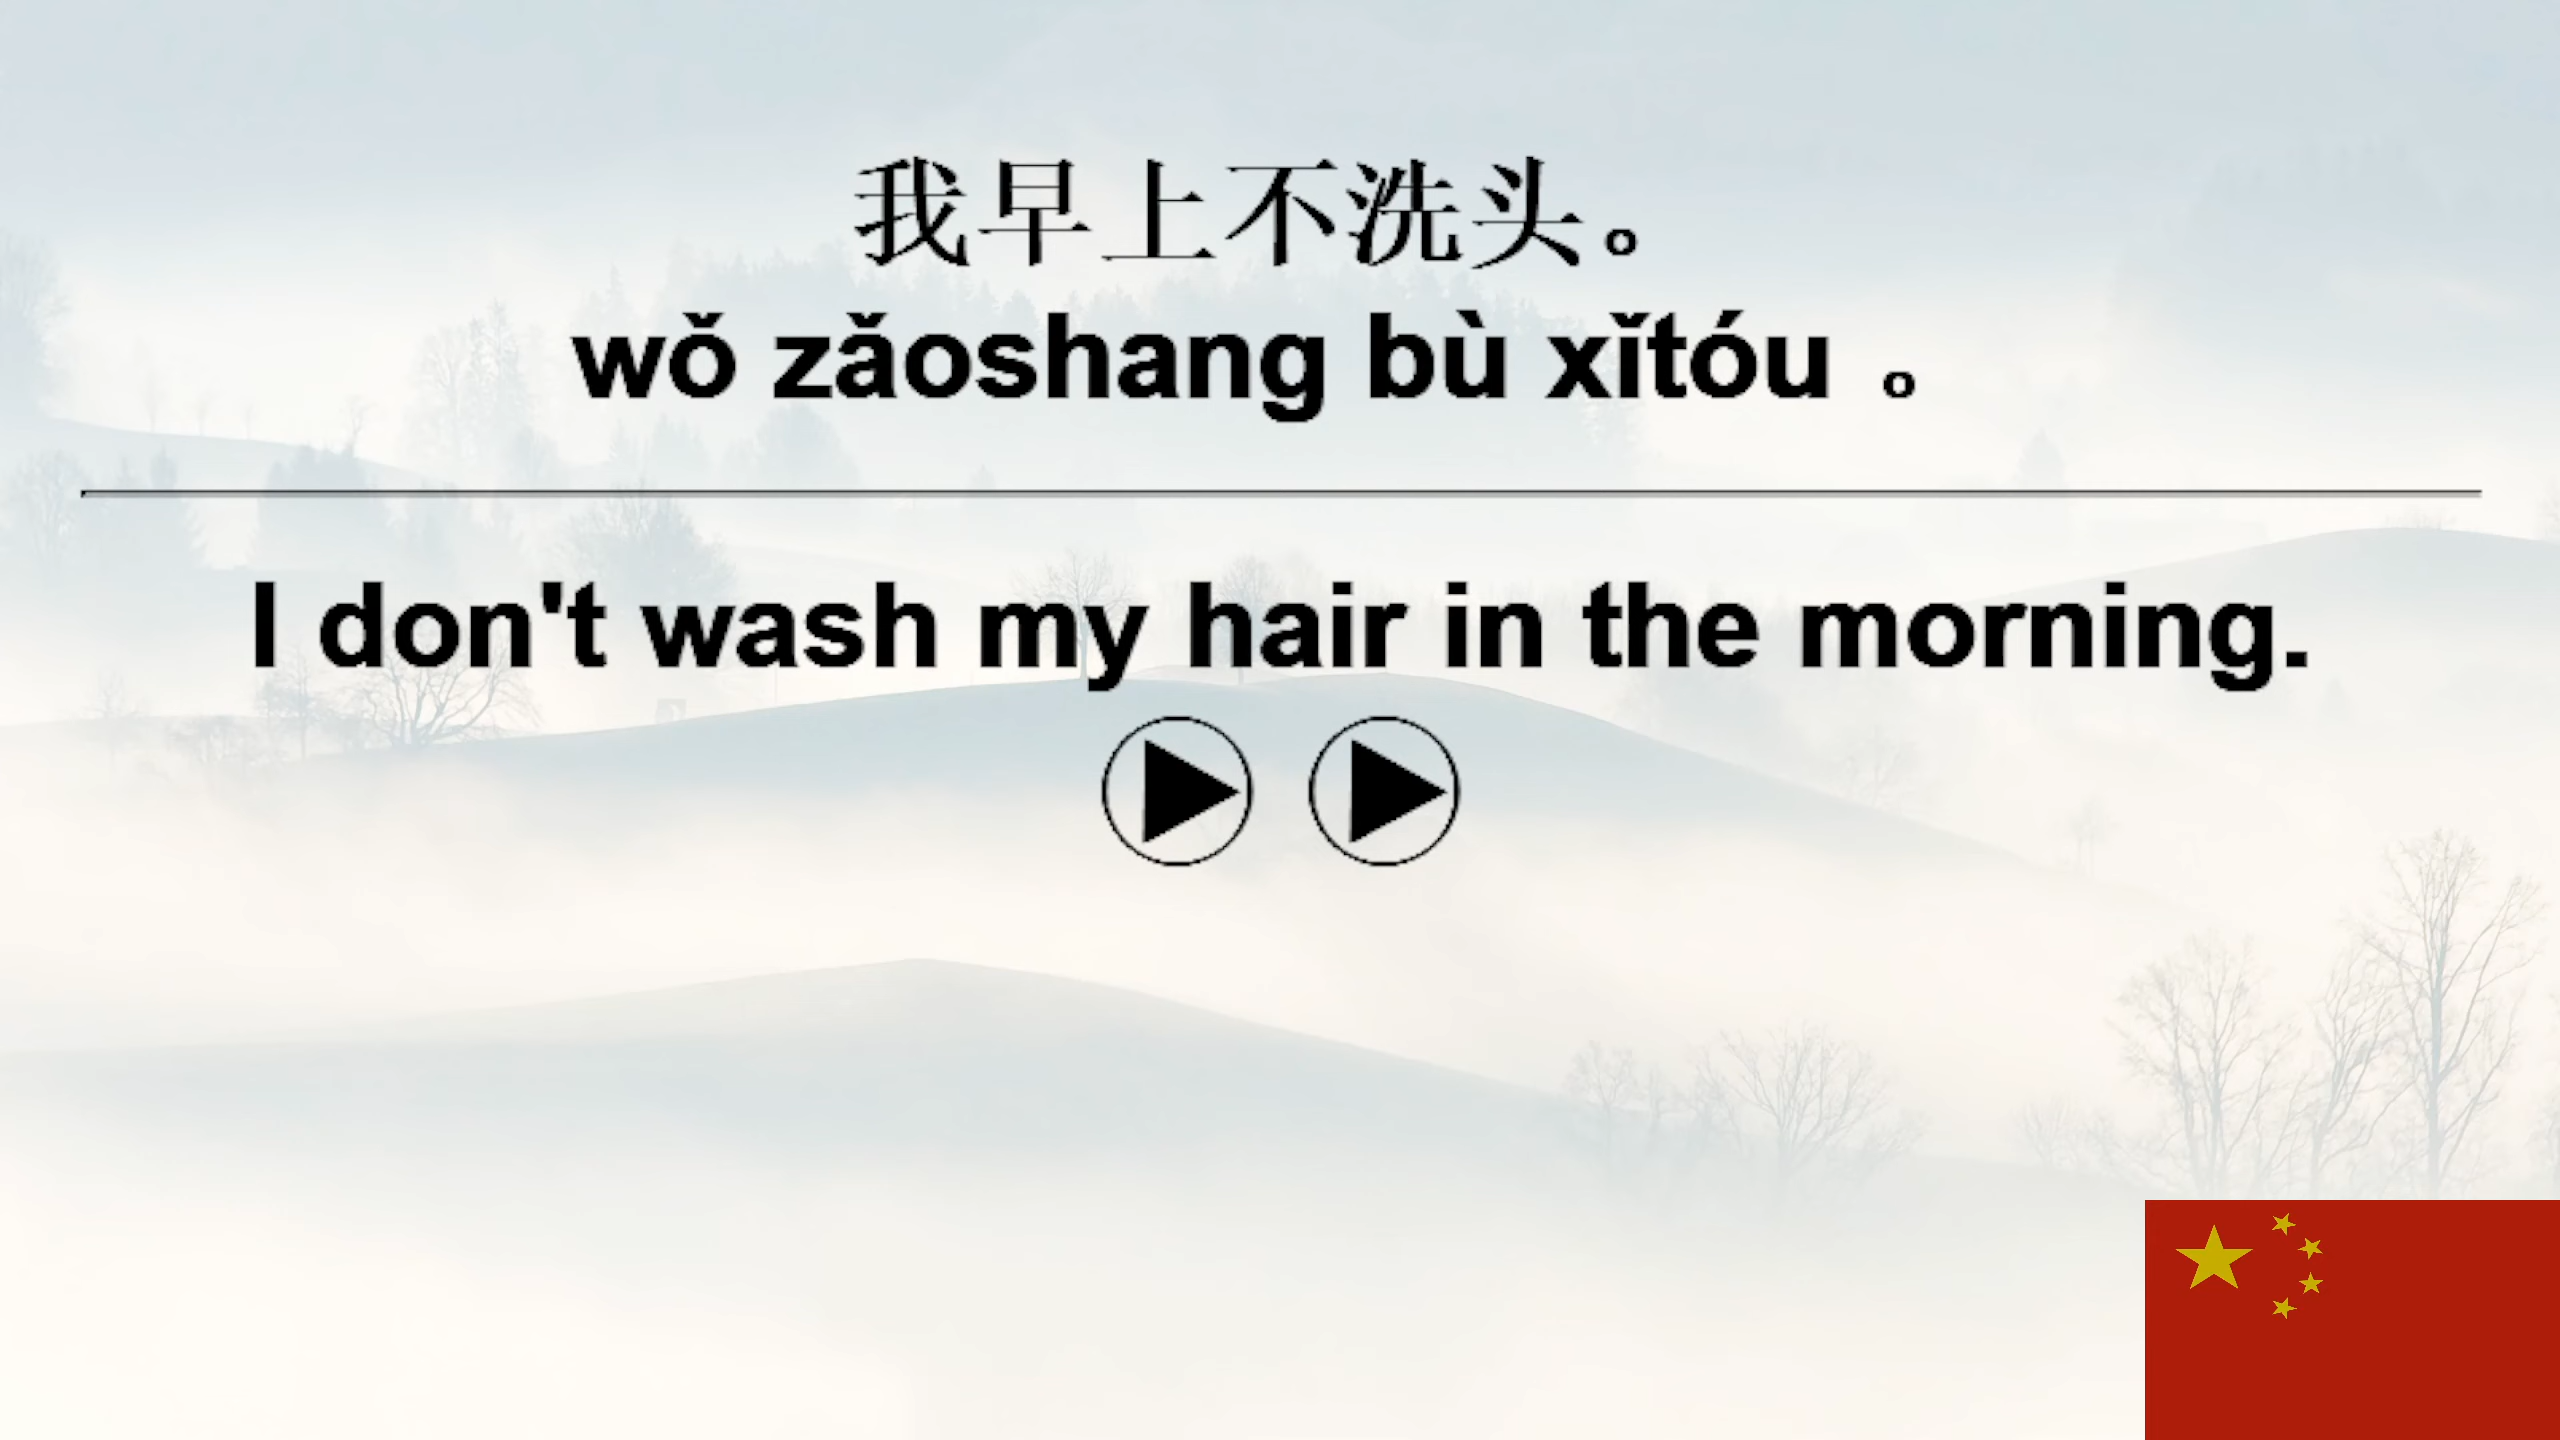 我早上不洗头。
wǒ zǎoshang bù xǐtóu 。
I don't wash my hair in the morning.